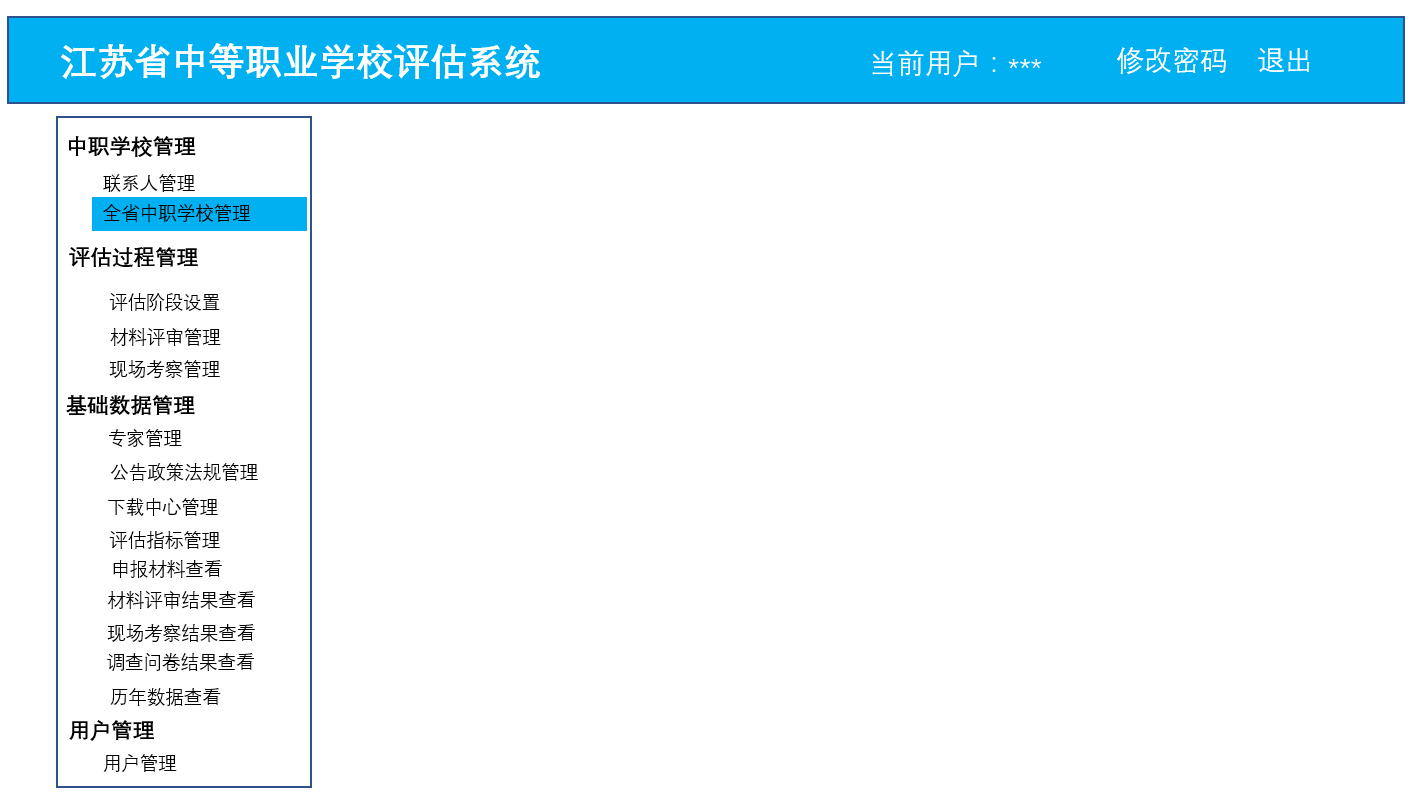 江苏省中等职业学校评估系统
当前用户：***
修改密码 退出
中职学校管理
联系人管理
全省中职学校管理
评估过程管理
评估阶段设置
材料评审管理
现场考察管理
基础数据管理
专家管理
公告政策法规管理
下载中心管理
评估指标管理
申报材料查看
材料评审结果查看
现场考察结果查看
调查问卷结果查看
历年数据查看
用户管理
用户管理